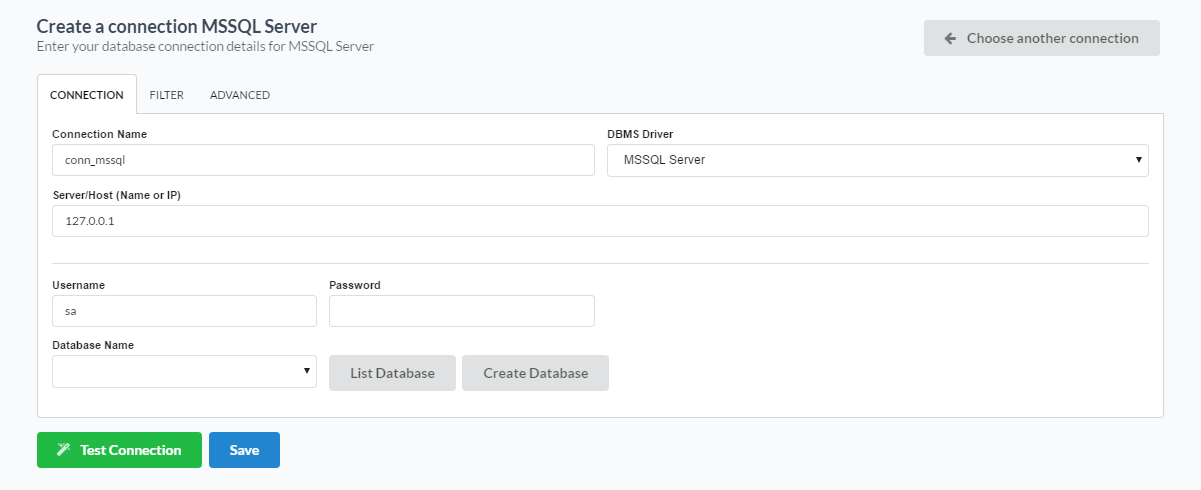 Create a connection MSSQL Server
Enter your database connection details for MSSQL Server
Choose another connection
CONNECTION FILTER ADVANCED
Connection Name DBMS Driver
conn_mssql MSSQL Server
Server/Host (Name or IP)
127.0.0.1
Username Password
sa
Database Name
List Database Create Database
Test Connection Save